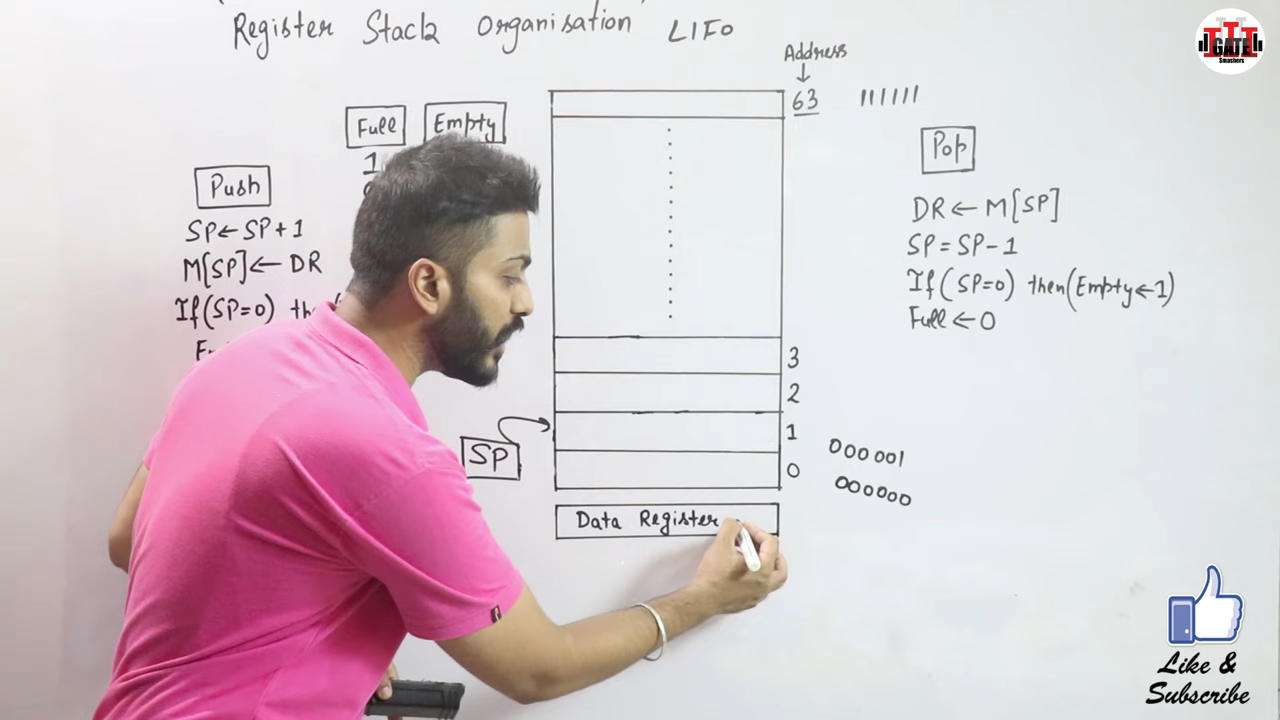 Register Stack Organisation LIFO
Address
63 111111
Full Empty
1
Push
SP←SP+1
M[SP]←DR
If(SP=0)
Pop
DR←M[SP]
SP=SP-1
If(SP=0) then(Empty←1)
Full←0
3
2
1 000001
SP
0 000000
Data Register
GATE
Smashers
Like &
Subscribe